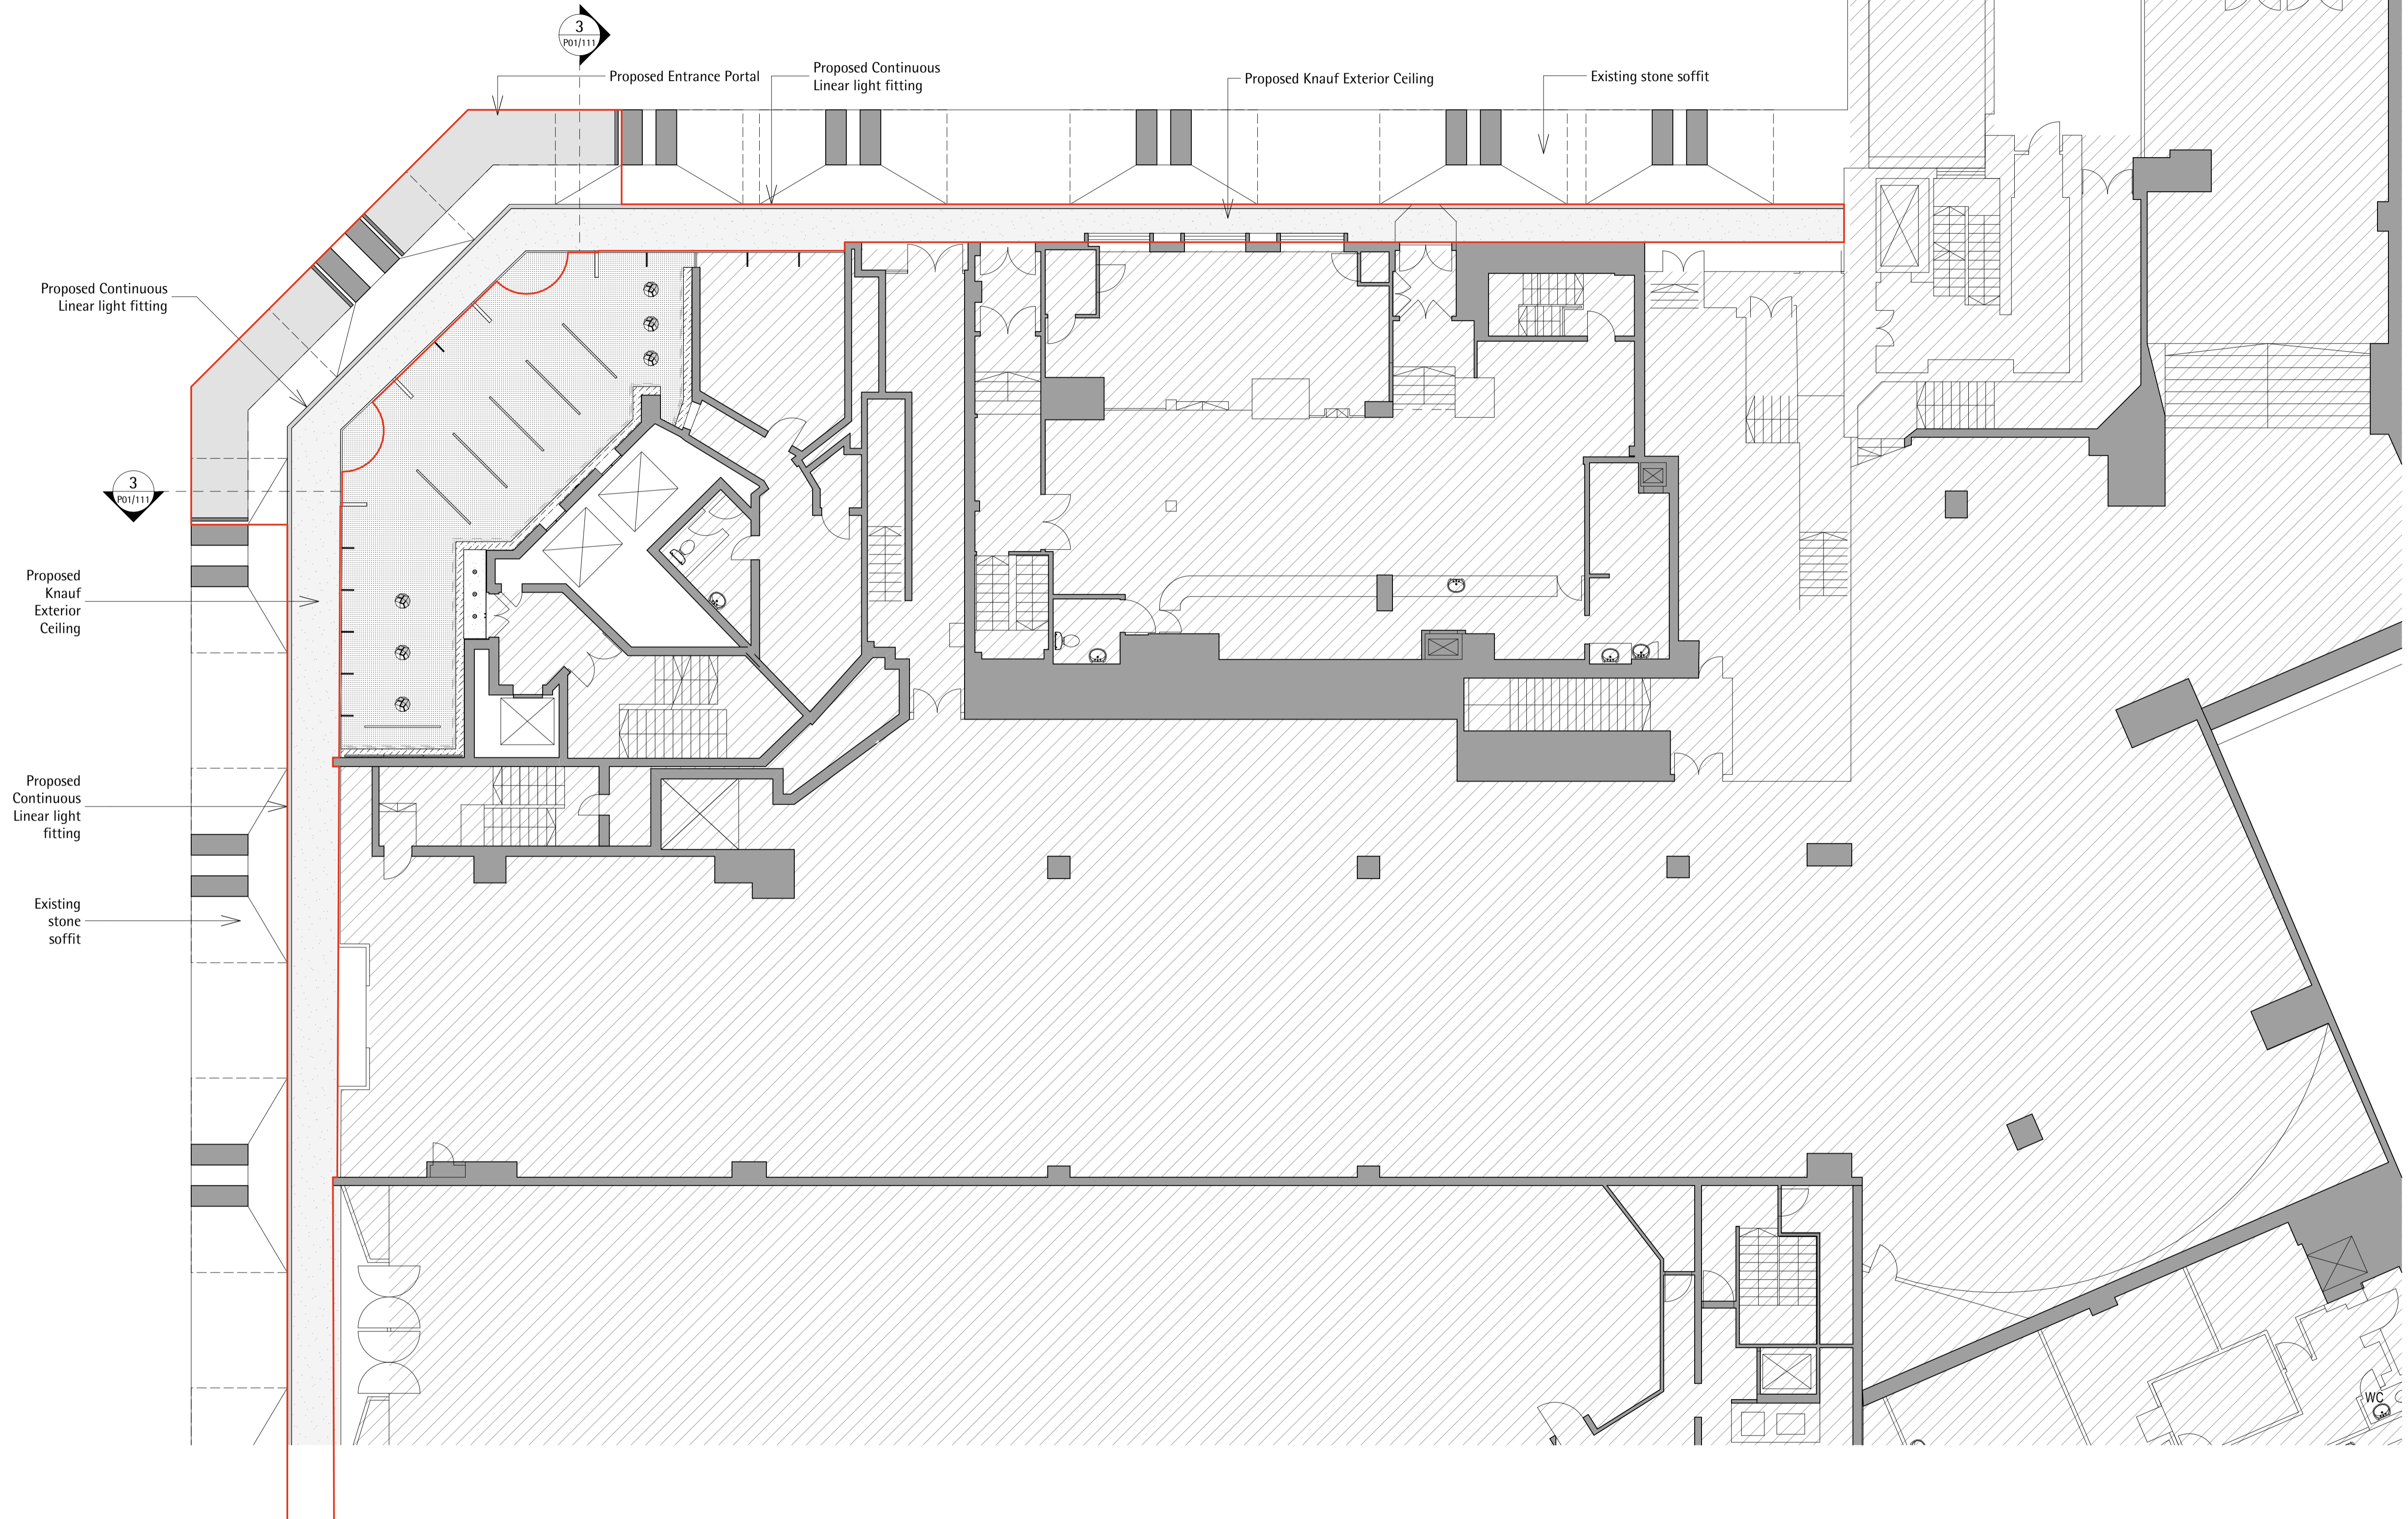 3
P01/111
Proposed Entrance Portal
Proposed Continuous
Linear light fitting
Proposed Knauf Exterior Ceiling
Existing stone soffit
Proposed Continuous
Linear light fitting
3
P01/111
Proposed
Knauf
Exterior
Ceiling
Proposed
Continuous
Linear light
fitting
Existing
stone
soffit
WC